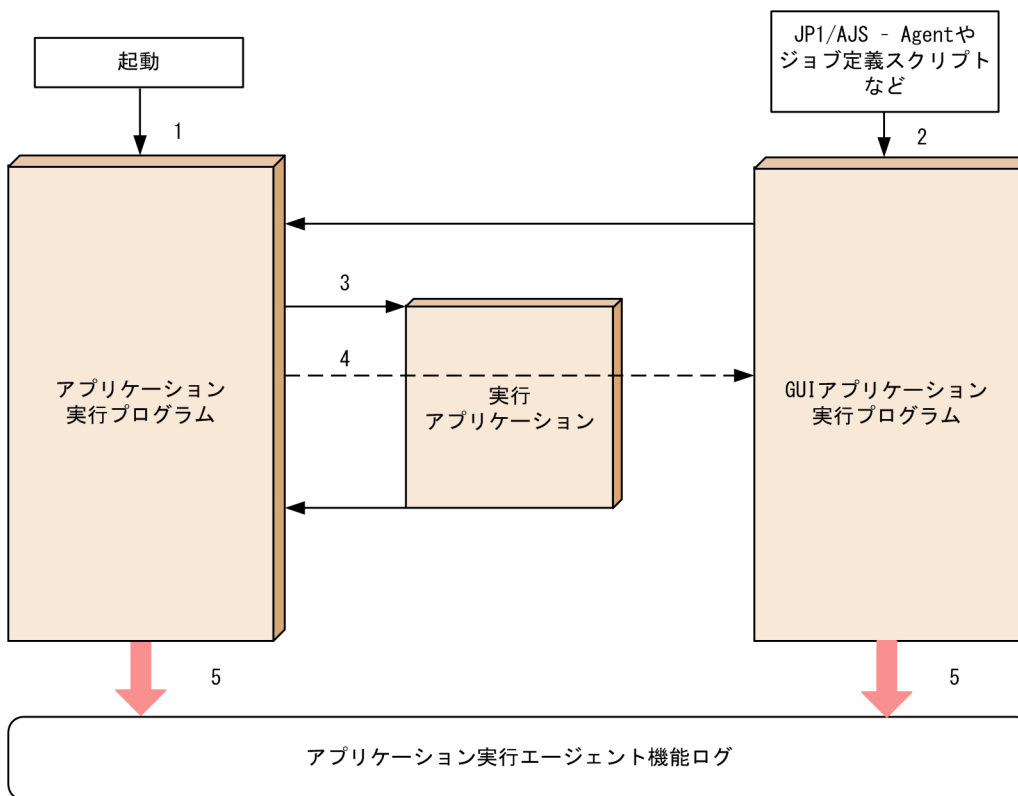 起動
JP1/AJS - Agentや
ジョブ定義スクリプト
など
1
2
3
4
アプリケーション
実行プログラム
実行
アプリケーション
GUIアプリケーション
実行プログラム
5
5
アプリケーション実行エージェント機能ログ